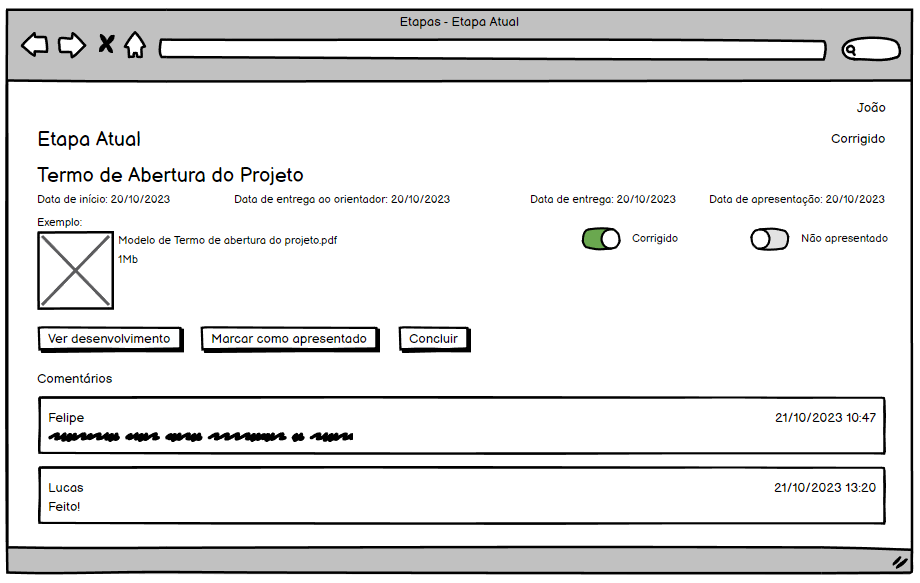 Etapas - Etapa Atual
João
Etapa Atual
Corrigido
Termo de Abertura do Projeto
Data de início: 20/10/2023
Data de entrega ao orientador: 20/10/2023
Data de entrega: 20/10/2023
Data de apresentação: 20/10/2023
Exemplo:
Modelo de Termo de abertura do projeto.pdf
1Mb
Corrigido
Não apresentado
Ver desenvolvimento
Marcar como apresentado
Concluir
Comentários
Felipe
21/10/2023 10:47
Lucas
21/10/2023 13:20
Feito!